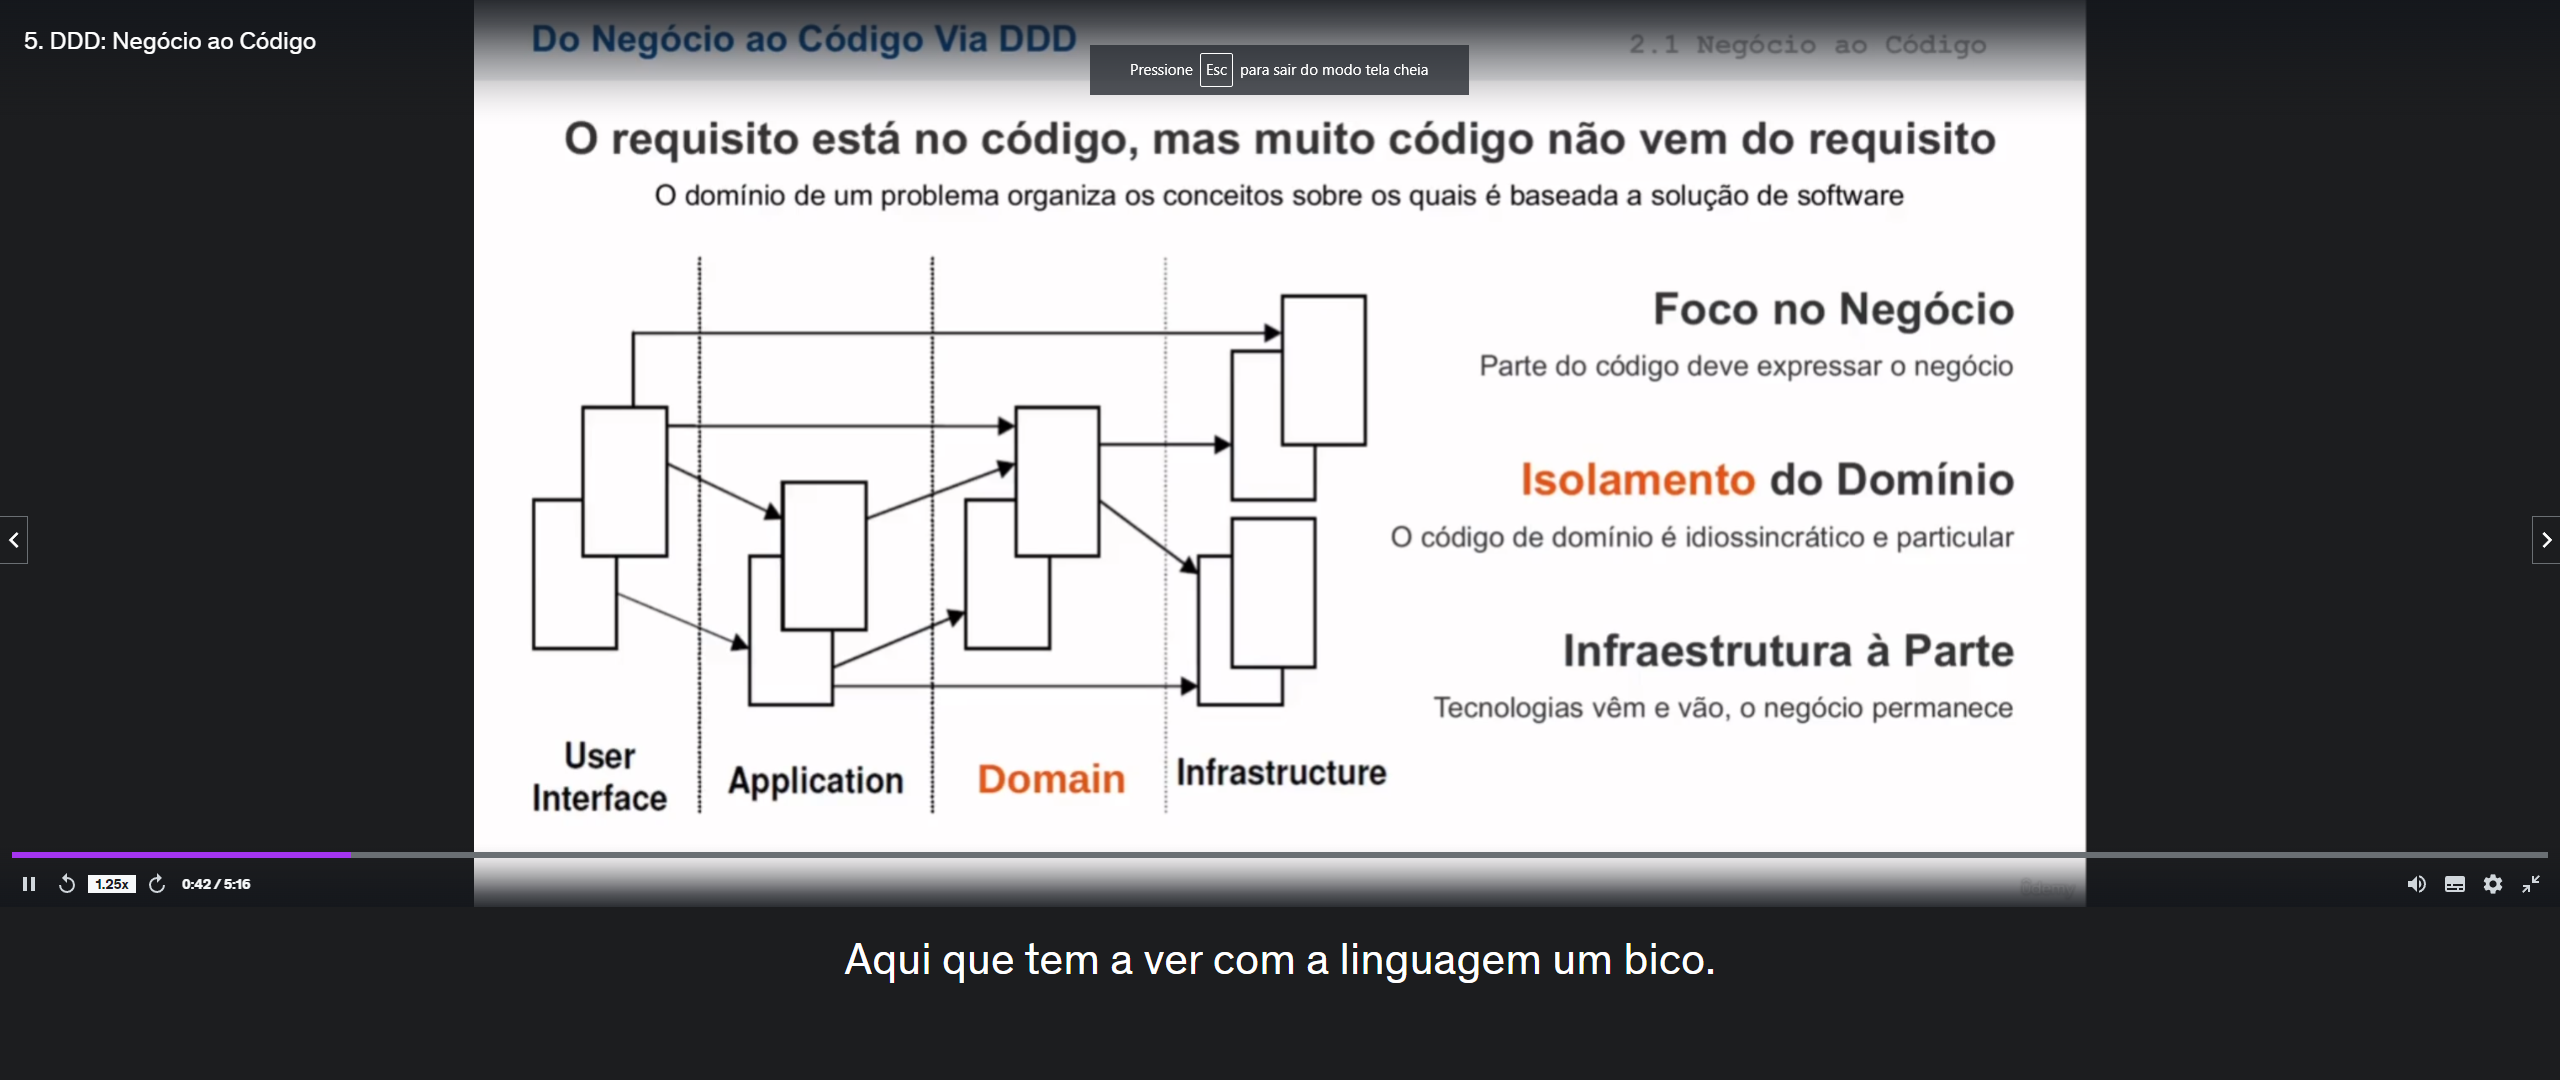 5. DDD: Negócio ao Código
Do Negócio ao Código Via DDD
2.1 Negócio ao Código
Pressione Esc para sair do modo tela cheia
O requisito está no código, mas muito código não vem do requisito
O domínio de um problema organiza os conceitos sobre os quais é baseada a solução de software
Foco no Negócio
Parte do código deve expressar o negócio
Isolamento do Domínio
O código de domínio é idiossincrático e particular
Infraestrutura à Parte
Tecnologias vêm e vão, o negócio permanece
User
Interface
Application
Domain
Infrastructure
1.25x
0:42 / 5:16
Udemy
Aqui que tem a ver com a linguagem um bico.